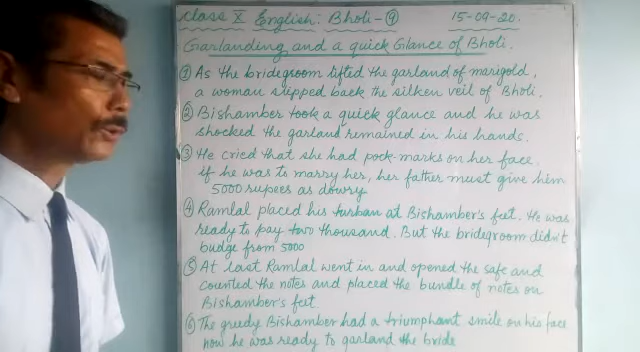 Class X English: Bholi-⑨ 15-09-20.
Garlanding, and a quick Glance of Bholi.
① As the bridegroom lifted the garland of marigold,
a woman slipped back the silken veil of Bholi.
② Bishamber took a quick glance and he was
shocked the garland remained in his hands.
③ He cried that she had pock-marks on her face.
if he was to marry her, her father must give him
5000 rupees as dowry
④ Ramlal placed his turban at Bishamber's feet. He was
ready to pay two thousand. But the bridegroom didn't
budge from 5000
⑤ At last Ramlal went in and opened the safe and
counted the notes and placed the bundle of notes on
Bishamber's feet
⑥ The greedy Bishamber had a triumphant smile on his face
now he was ready to garland the bride